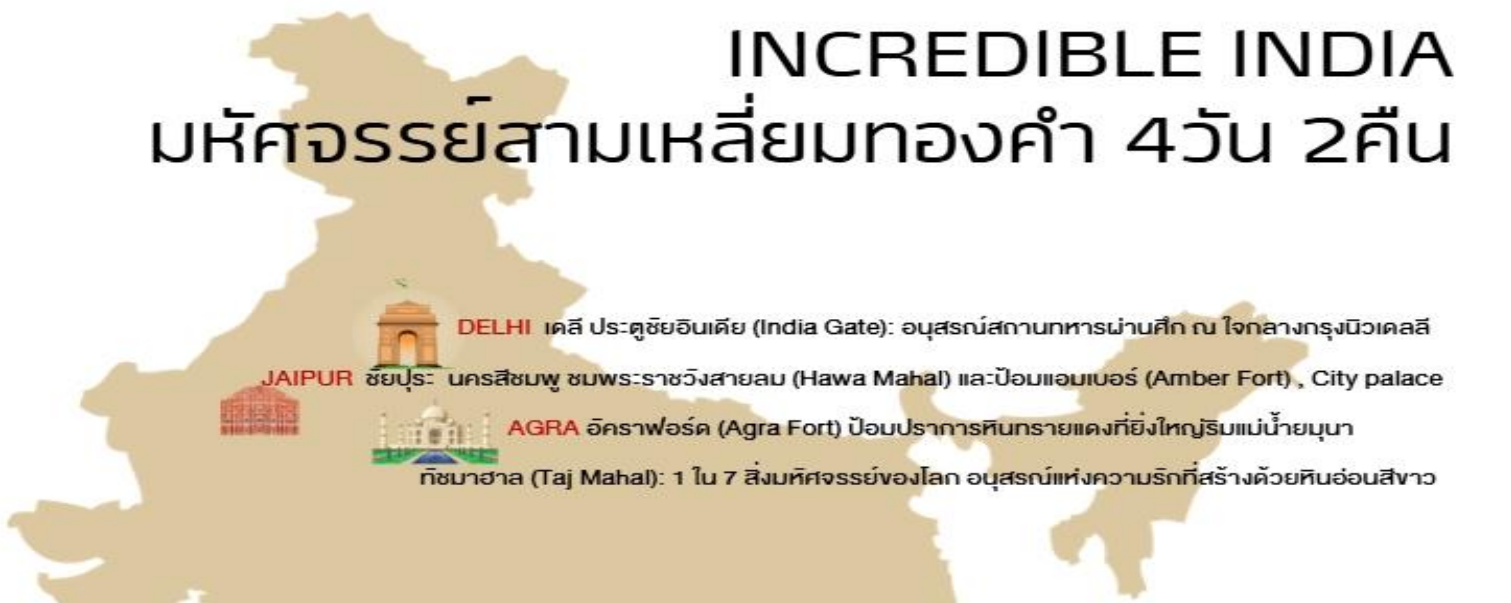 INCREDIBLE INDIA
มหัศจรรย์สามเหลี่ยมทองคำ 4วัน 2คืน
DELHI เดลี ประตูชัยอินเดีย (India Gate): อนุสรณ์สถานทหารผ่านศึก ณ ใจกลางกรุงนิวเดลลี
JAIPUR ชัยปุระ นครสีชมพู ชมพระราชวังสายลม (Hawa Mahal) และป้อมแอมเบอร์ (Amber Fort) , City palace
AGRA อัคราฟอร์ด (Agra Fort) ป้อมปราการหินทรายแดงที่ยิ่งใหญ่ริมแม่น้ำยมุนา
ทัชมาฮาล (Taj Mahal): 1 ใน 7 สิ่งมหัศจรรย์ของโลก อนุสรณ์แห่งความรักที่สร้างด้วยหินอ่อนสีขาว